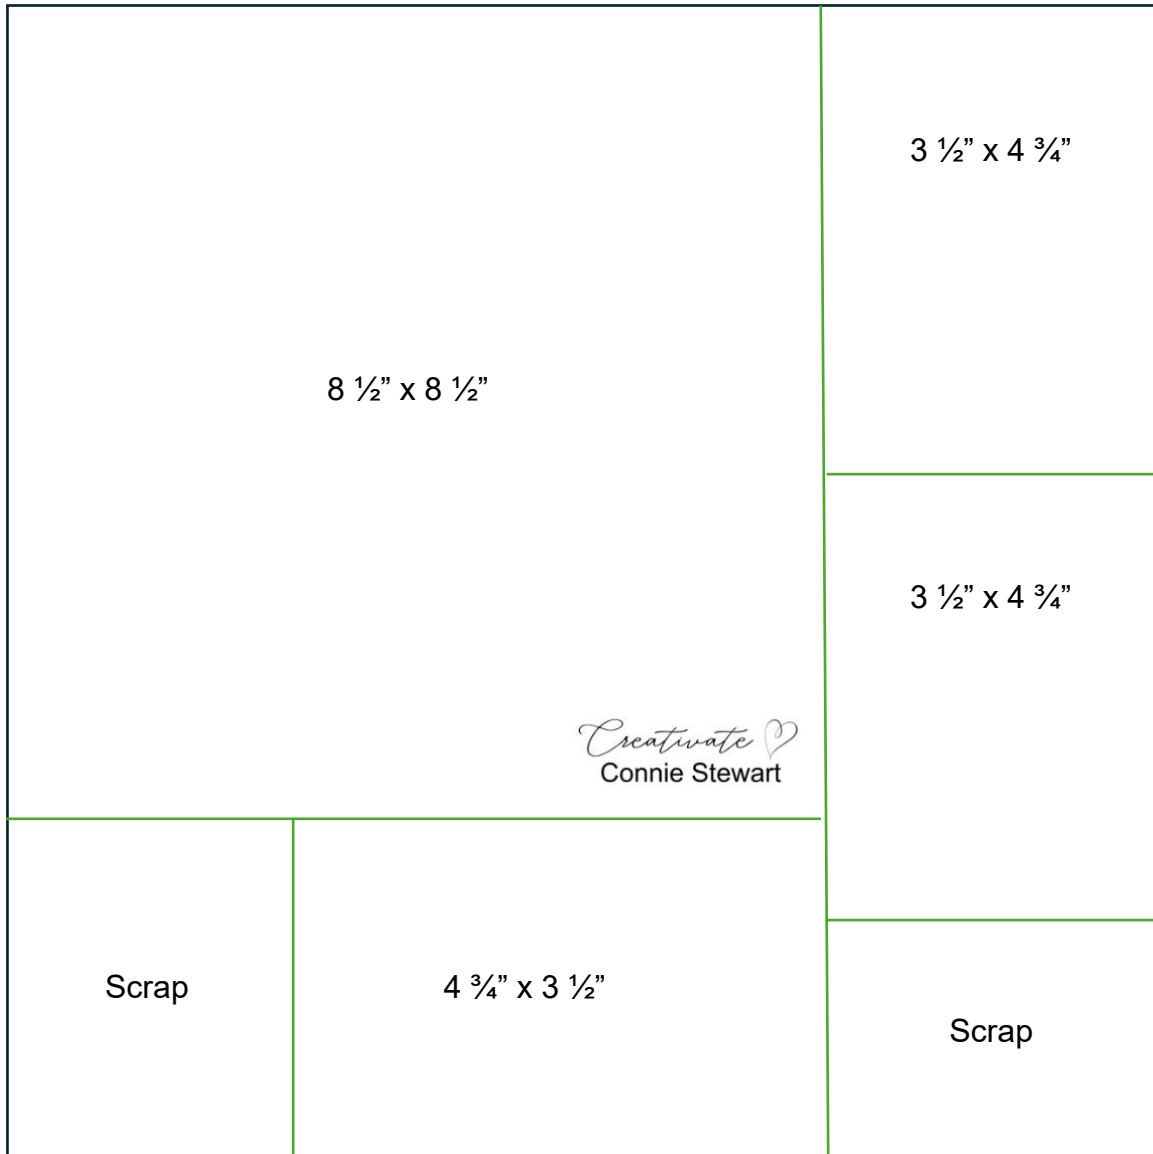 3 ½” x 4 ¾”
8 ½” x 8 ½”
3 ½” x 4 ¾”
Creativate
Connie Stewart
Scrap
4 ¾” x 3 ½”
Scrap